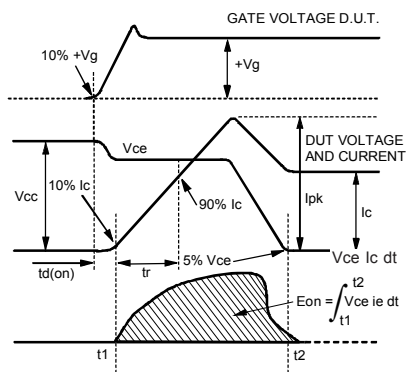 GATE VOLTAGE D.U.T.
10% +Vg
+Vg
Vce
DUT VOLTAGE
AND CURRENT
Vcc
10% Ic
90% Ic
Ipk
Ic
Vce Ic dt
td(on)
tr
5% Vce
t2
Eon = ∫ Vce ie dt
t1
t1
t2